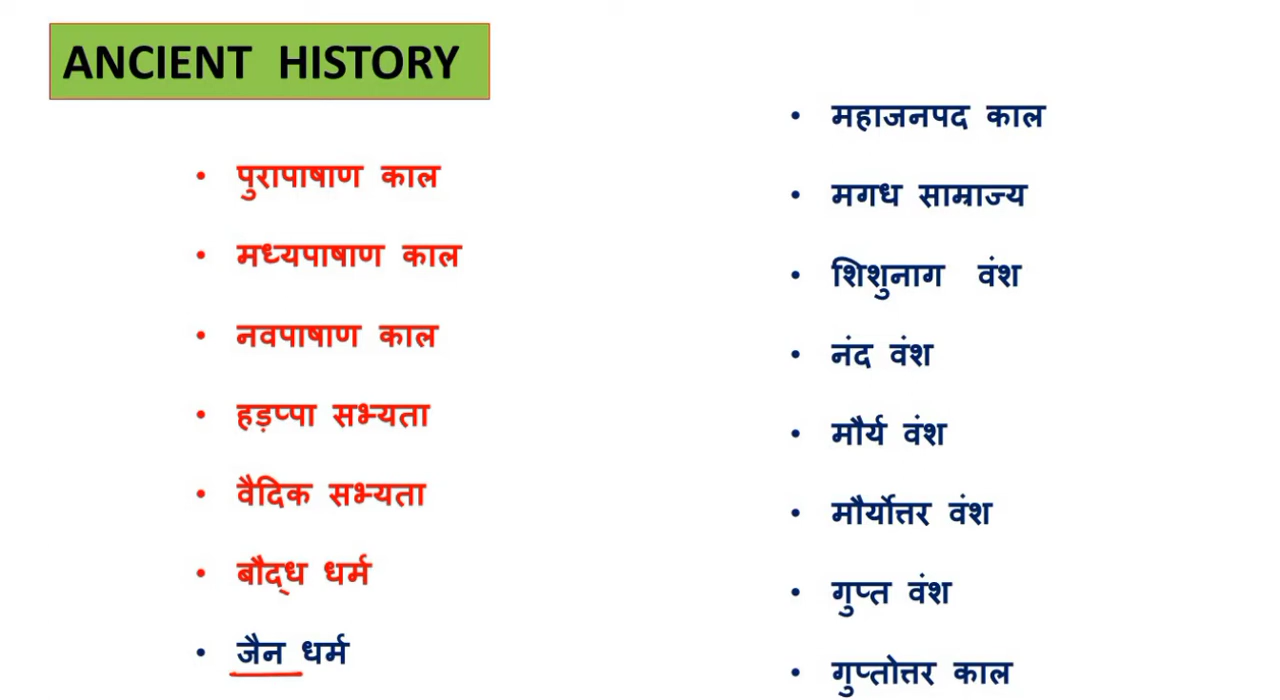 ANCIENT HISTORY
• पुरापाषाण काल
• मध्यपाषाण काल
• नवपाषाण काल
• हड़प्पा सभ्यता
• वैदिक सभ्यता
• बौद्ध धर्म
• जैन धर्म
• महाजनपद काल
• मगध साम्राज्य
• शिशुनाग वंश
• नंद वंश
• मौर्य वंश
• मौर्योत्तर वंश
• गुप्त वंश
• गुप्तोत्तर काल